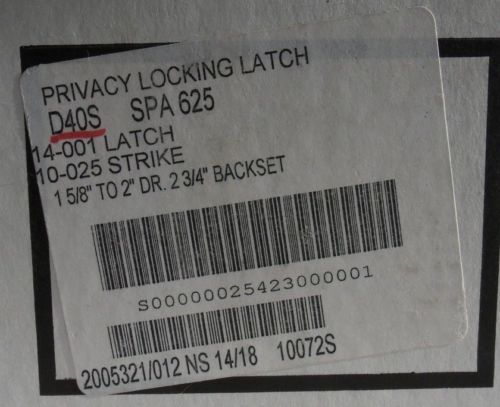 PRIVACY LOCKING LATCH
D40S SPA 625
14-001 LATCH
10-025 STRIKE
1 5/8" TO 2" DR. 2 3/4" BACKSET
S00000025423000001
2005321/012 NS 14/18 10072S